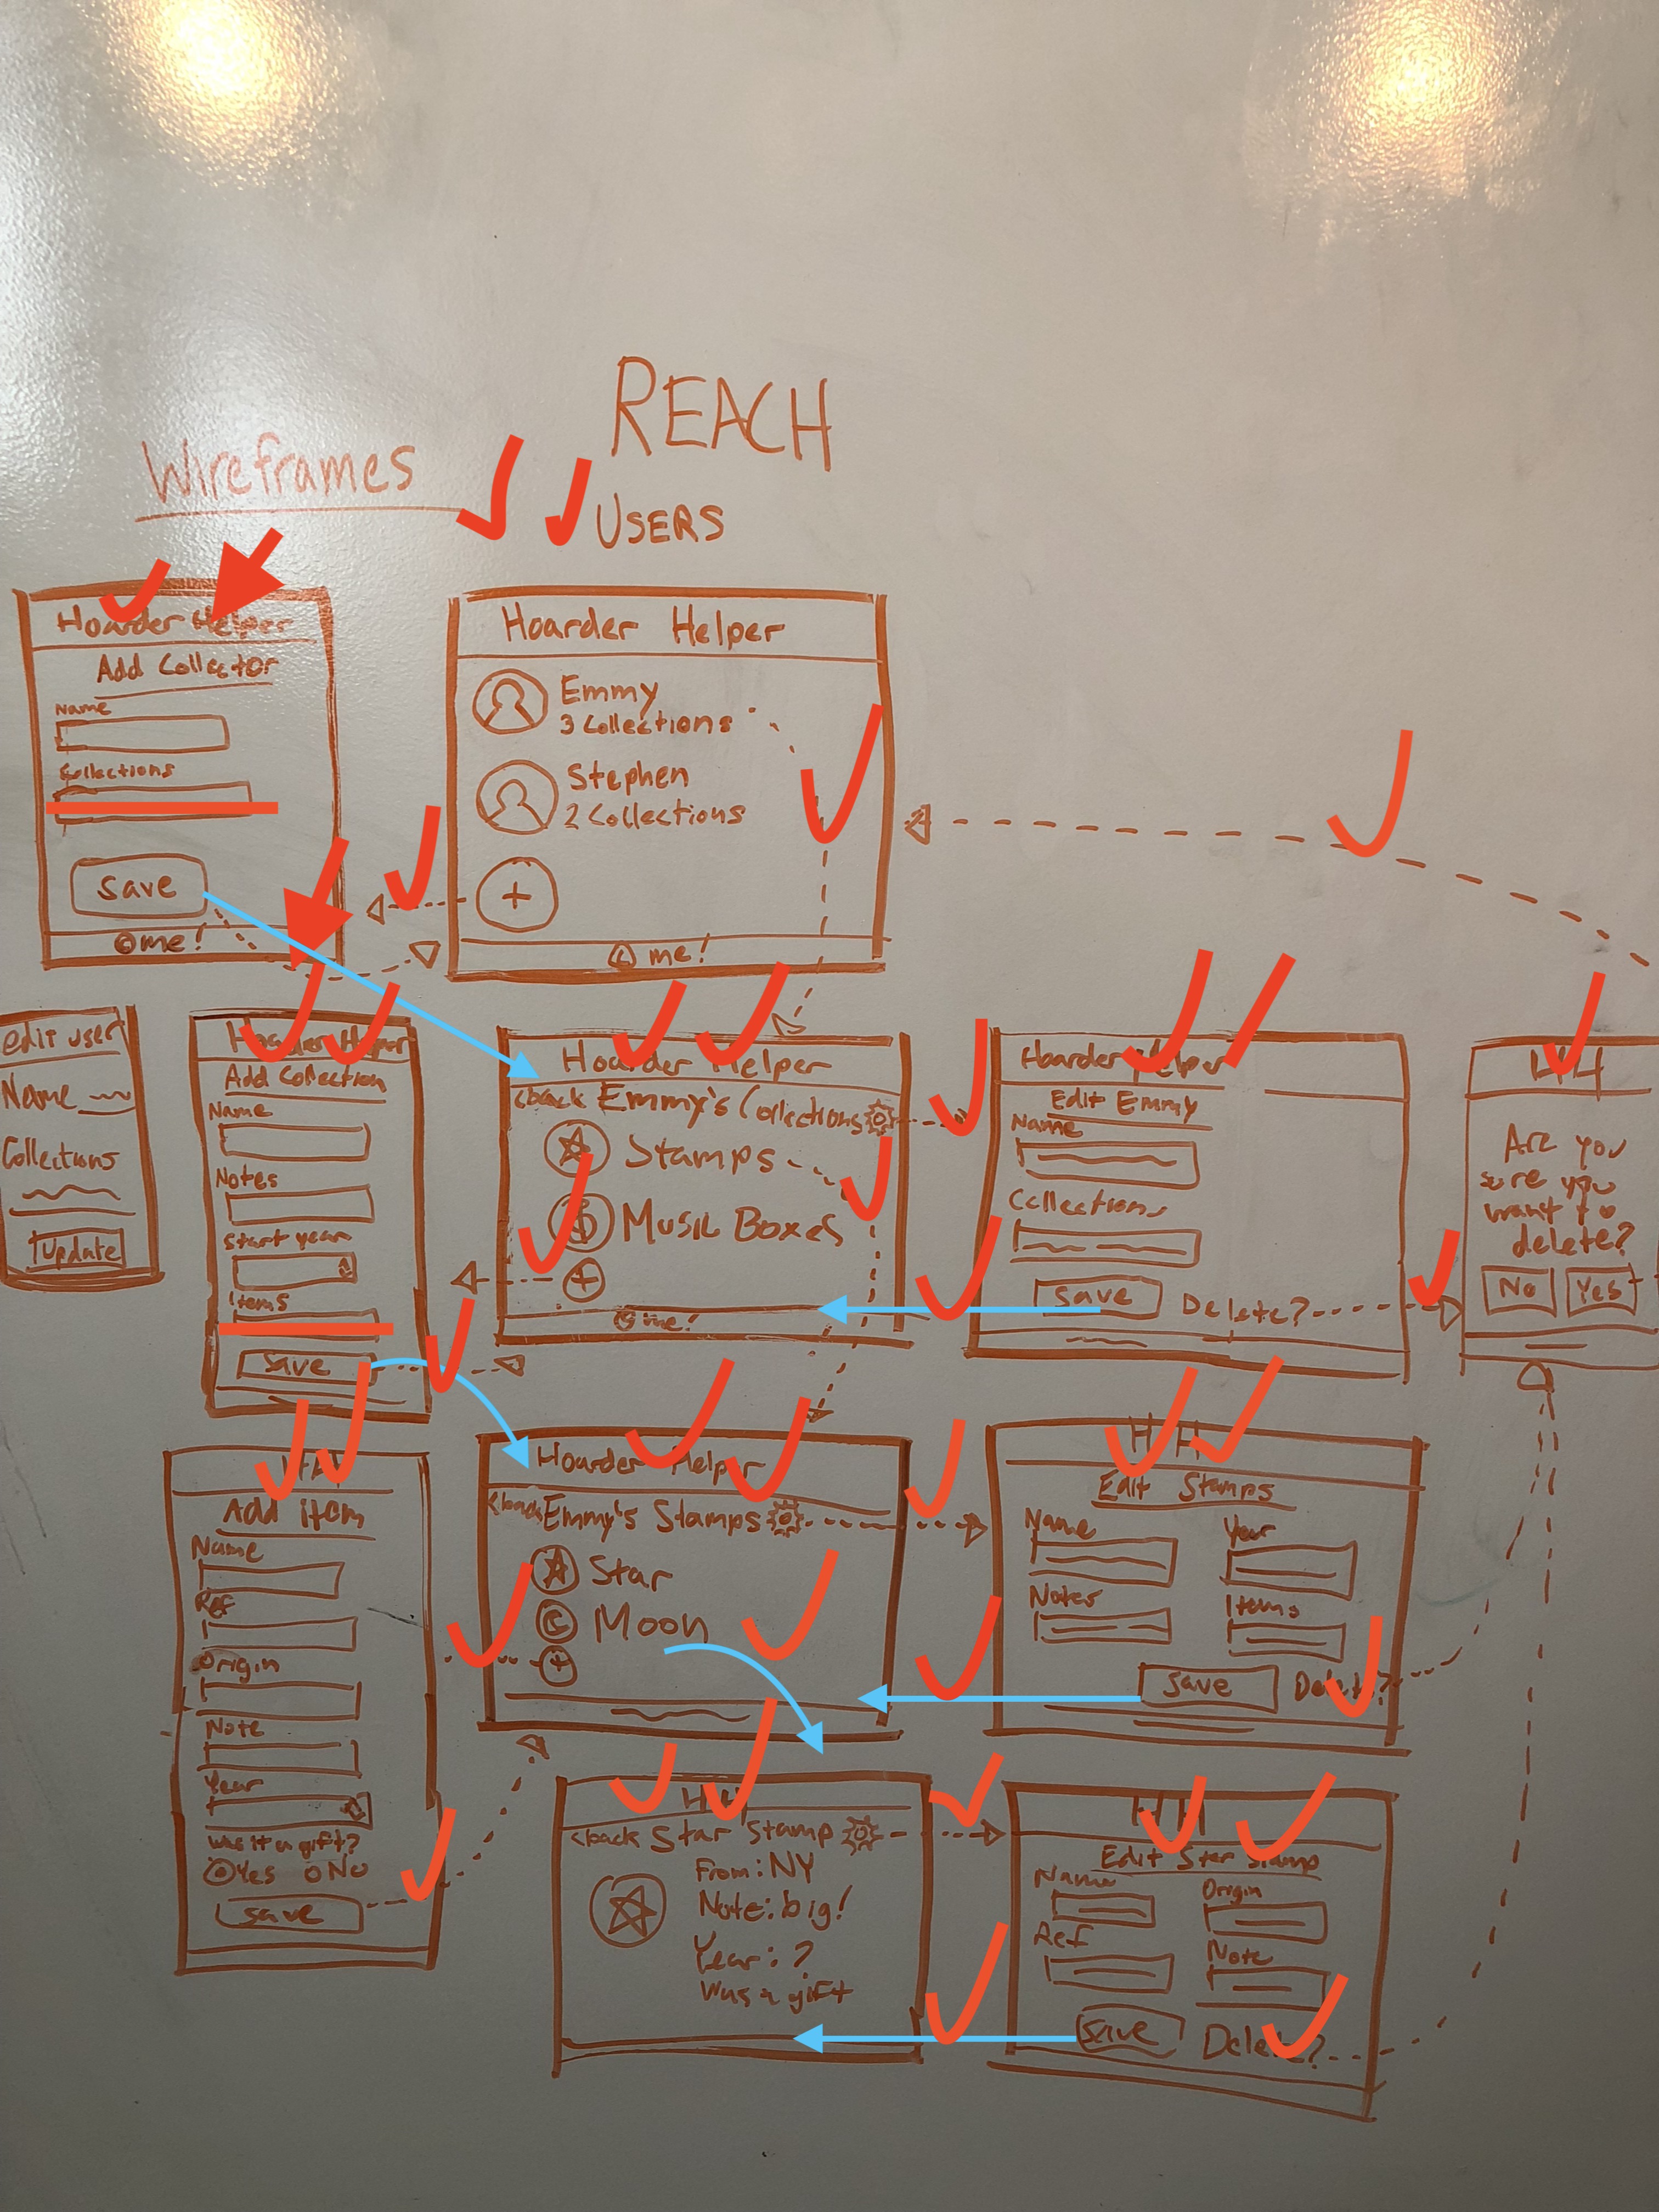 REACH
Wireframes
USERS
Hoarder Helper
Add Collector
Name
Collections
Save
© me!
Hoarder Helper
Emmy
3 Collections
Stephen
2 Collections
+
© me!
edit user
Name
Collections
Update
Hoarder Helper
Add Collection
Name
Notes
Start year
Items
Save
Hoarder Helper
<back Emmy's Collections
Stamps
$ Music Boxes
+
© me!
Hoarder Helper
Edit Emmy
Name
Collections
Save Delete?
HH
Are you
sure you
want to
delete?
No Yes
HH
Add item
Name
Ref
Origin
Note
Year
Was it a gift?
Yes No
Save
Hoarder Helper
<back Emmy's Stamps
Star
Moon
+
HH
Edit Stamps
Name Year
Notes Items
Save Delete?
HH
<back Star Stamp
From: NY
Note: big!
Year: ?
Was a gift
HH
Edit Star Stamp
Name Origin
Ref Note
Save Delete?